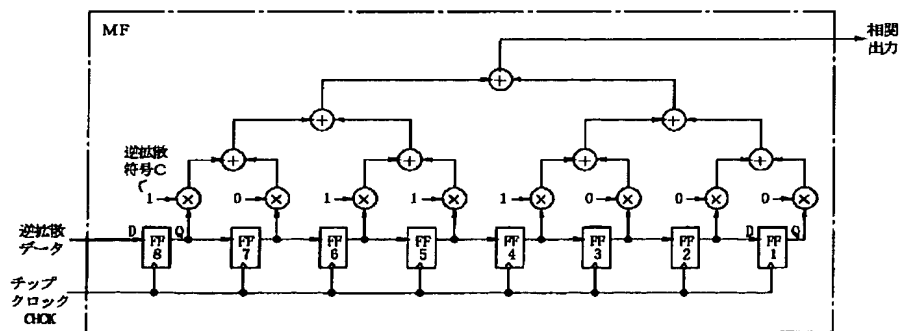 MF
相関
出力
逆拡散
符号C
1 0 1 1 1 0 0 0
逆拡散
データ
D FF 8 Q
FF 7
FF 6
FF 5
FF 4
FF 3
FF 2
D FF 1 Q
チップ
クロック
CHCK